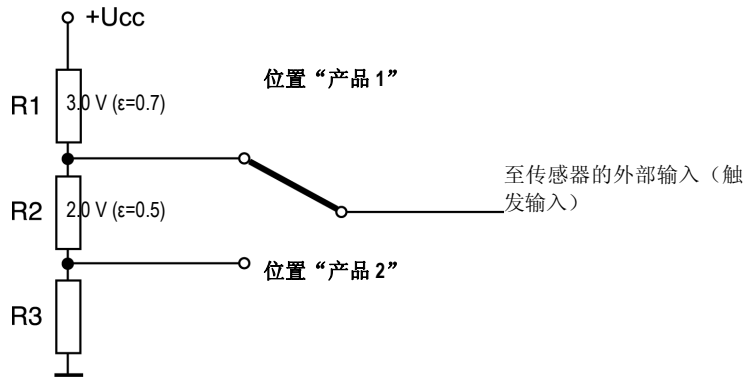 +Ucc
位置“产品 1”
R1
3.0 V (ε=0.7)
至传感器的外部输入（触
发输入）
R2
2.0 V (ε=0.5)
位置“产品 2”
R3